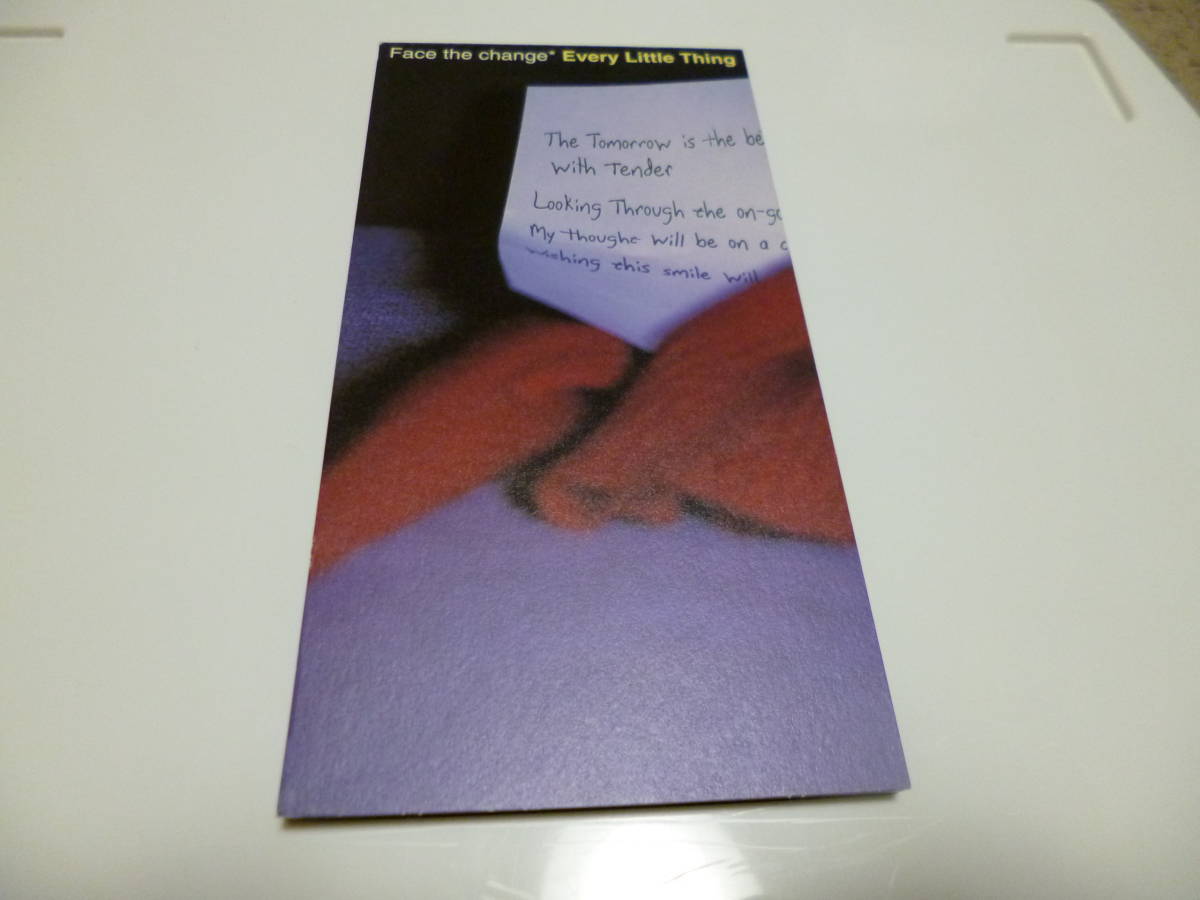 Face the change* Every Little Thing
The Tomorrow is the be
with Tender
Looking Through the on-go
My thought will be on a c
wishing this smile will